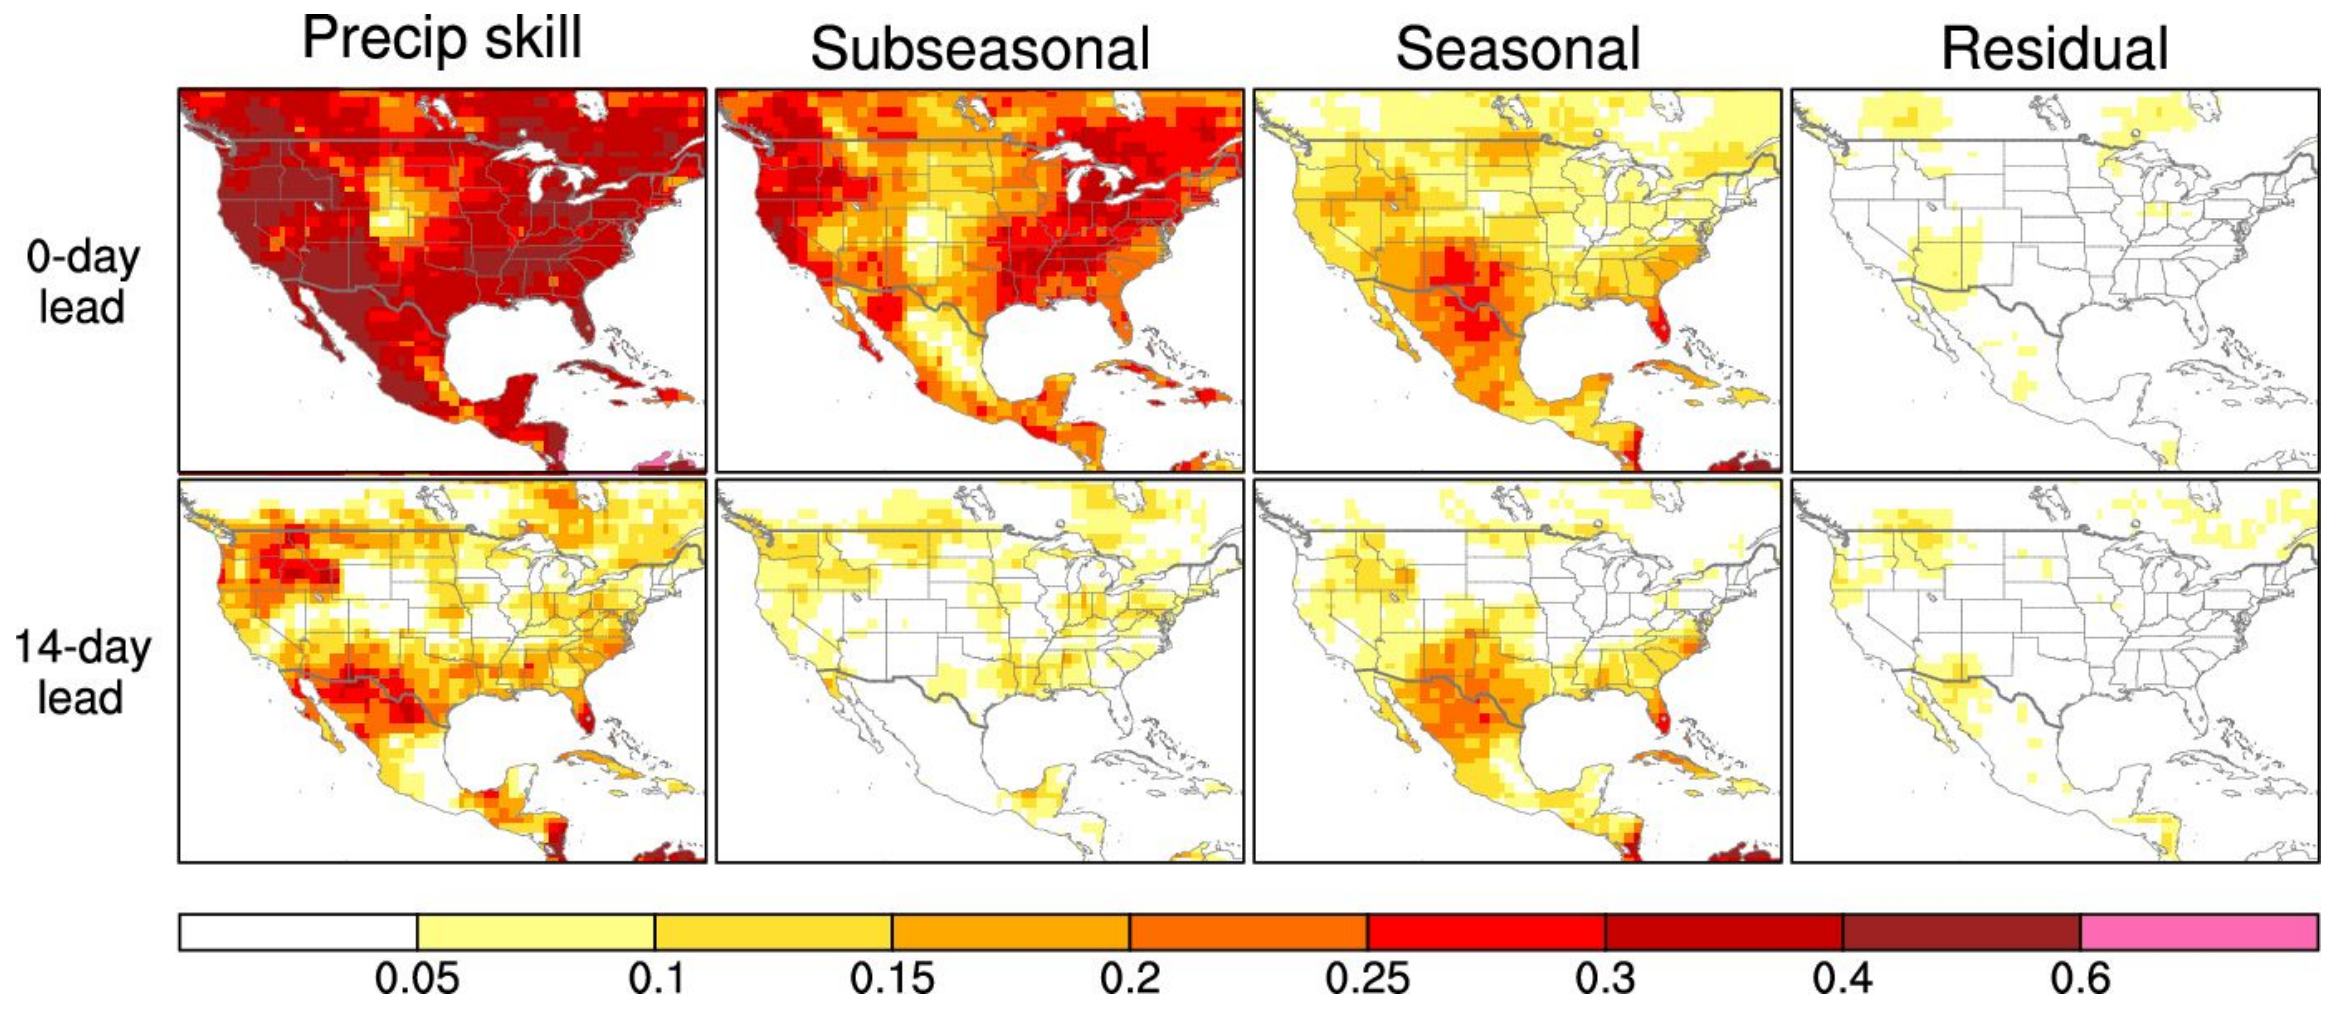 Precip skill
Subseasonal
Seasonal
Residual
0-day
lead
14-day
lead
0.05
0.1
0.15
0.2
0.25
0.3
0.4
0.6